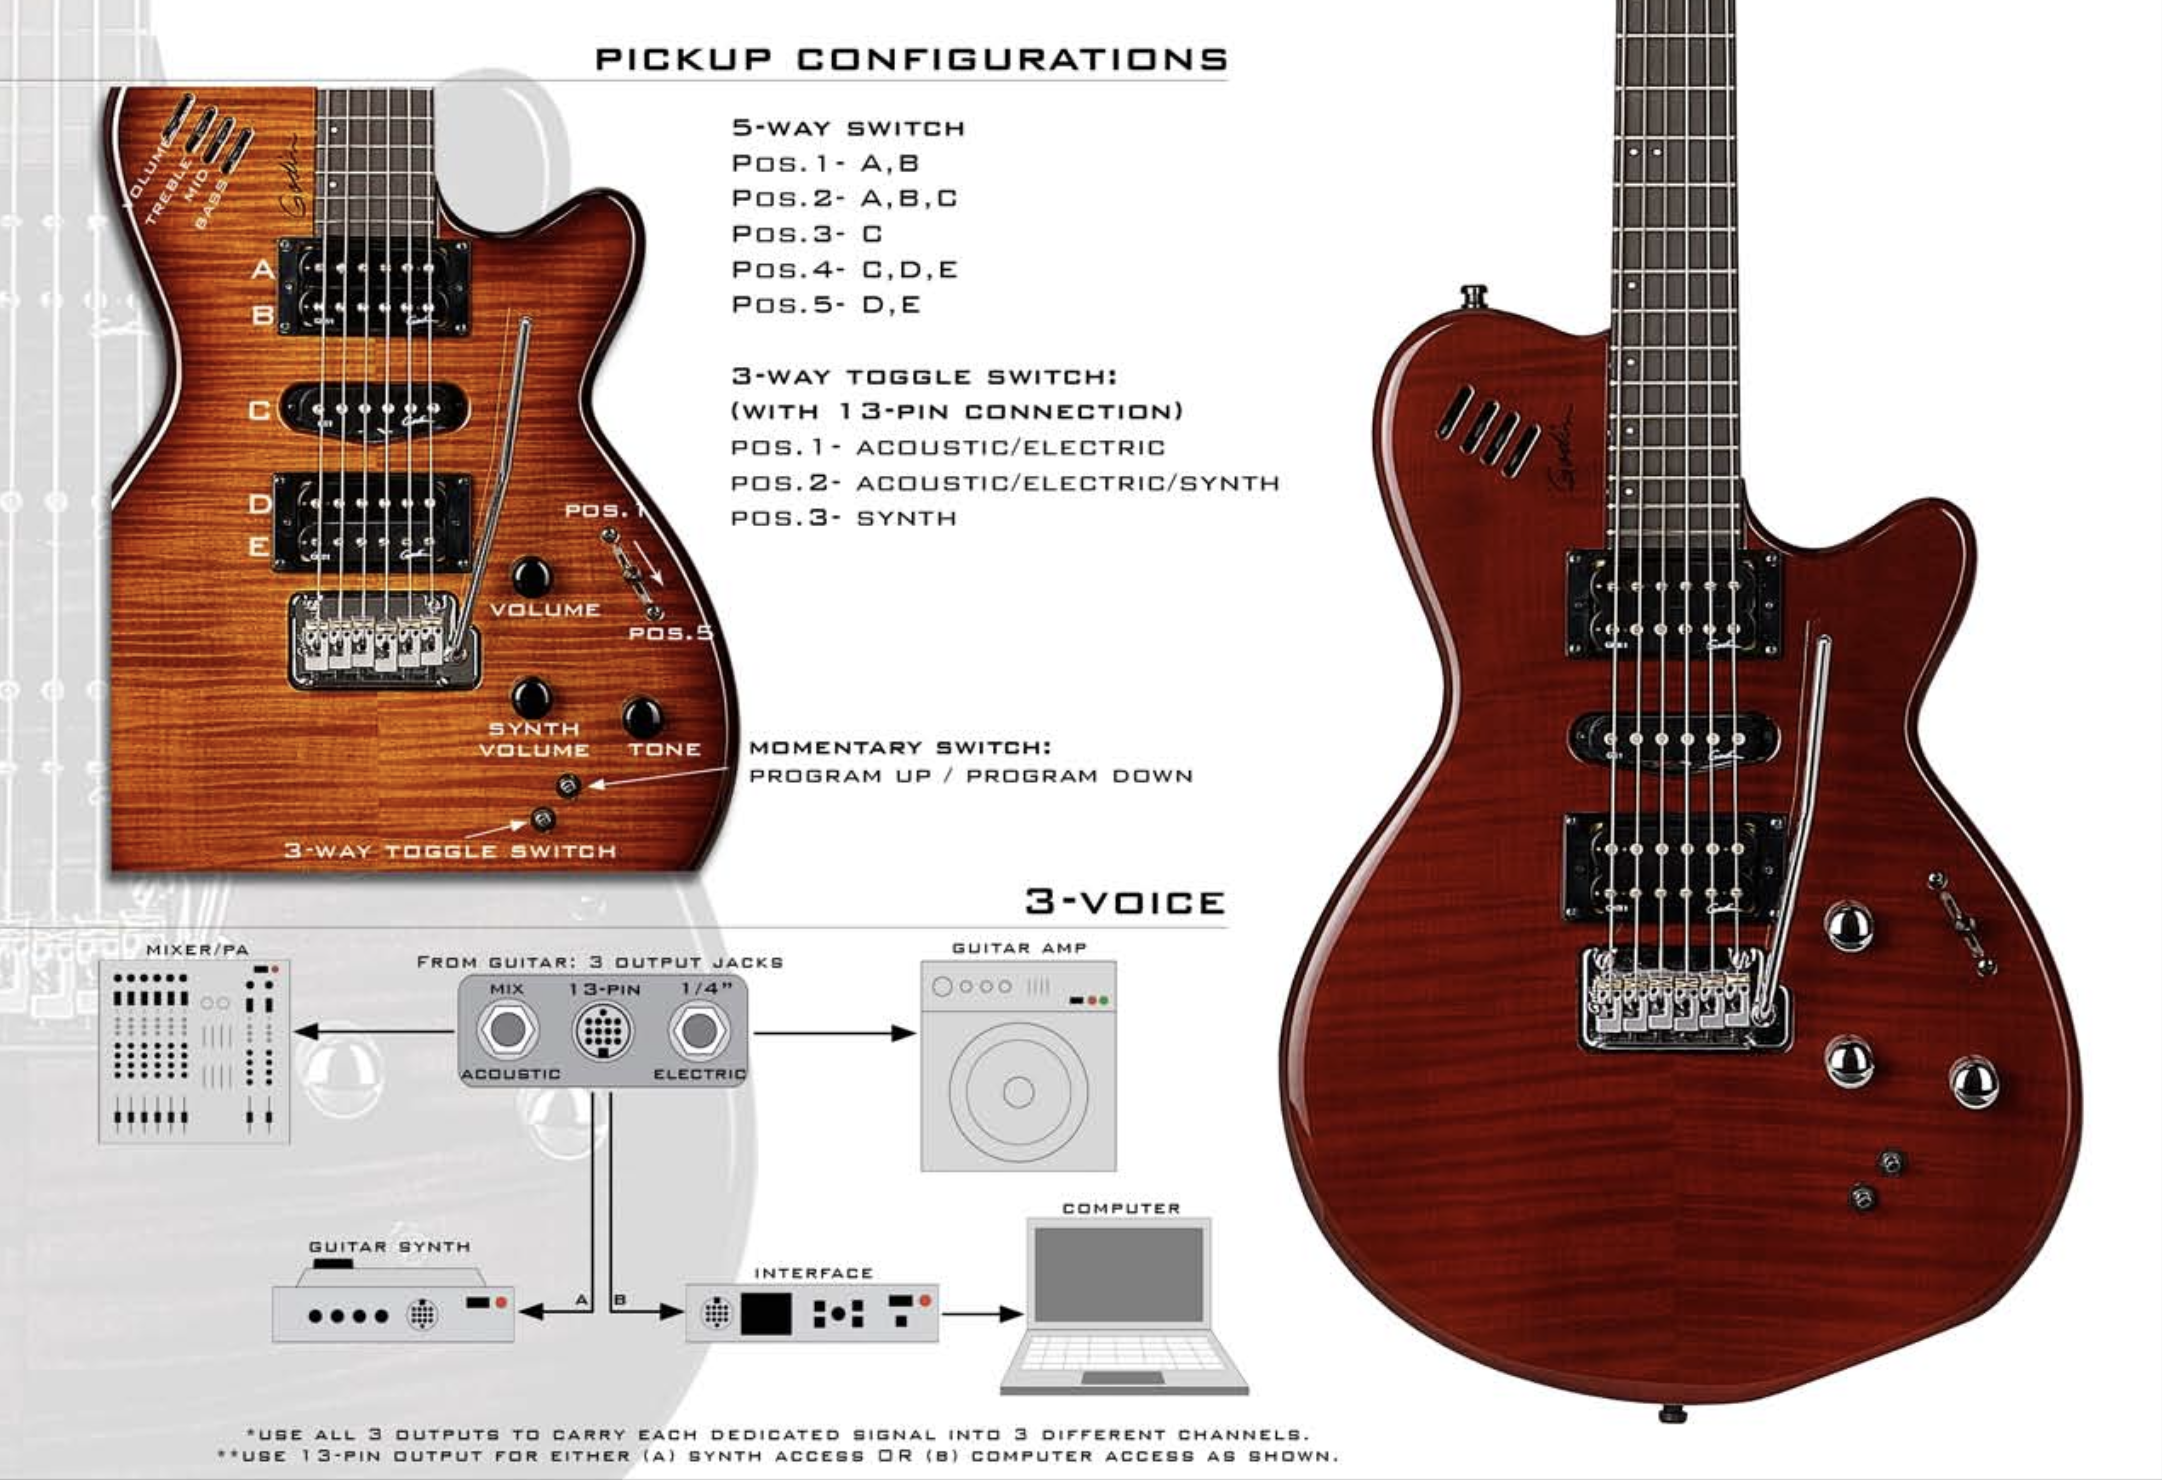 PICKUP CONFIGURATIONS
VOLUME
TREBLE
MID
BASS
Godin
A
B
C
D
E
POS.1
POS.5
VOLUME
SYNTH
VOLUME
TONE
3-WAY TOGGLE SWITCH
5-WAY SWITCH
POS.1- A,B
POS.2- A,B,C
POS.3- C
POS.4- C,D,E
POS.5- D,E
3-WAY TOGGLE SWITCH:
(WITH 13-PIN CONNECTION)
POS.1- ACOUSTIC/ELECTRIC
POS.2- ACOUSTIC/ELECTRIC/SYNTH
POS.3- SYNTH
MOMENTARY SWITCH:
PROGRAM UP / PROGRAM DOWN
Godin
3-VOICE
MIXER/PA
FROM GUITAR: 3 OUTPUT JACKS
MIX 13-PIN 1/4"
ACOUSTIC ELECTRIC
GUITAR AMP
GUITAR SYNTH
A B
INTERFACE
COMPUTER
*USE ALL 3 OUTPUTS TO CARRY EACH DEDICATED SIGNAL INTO 3 DIFFERENT CHANNELS.
**USE 13-PIN OUTPUT FOR EITHER (A) SYNTH ACCESS OR (B) COMPUTER ACCESS AS SHOWN.